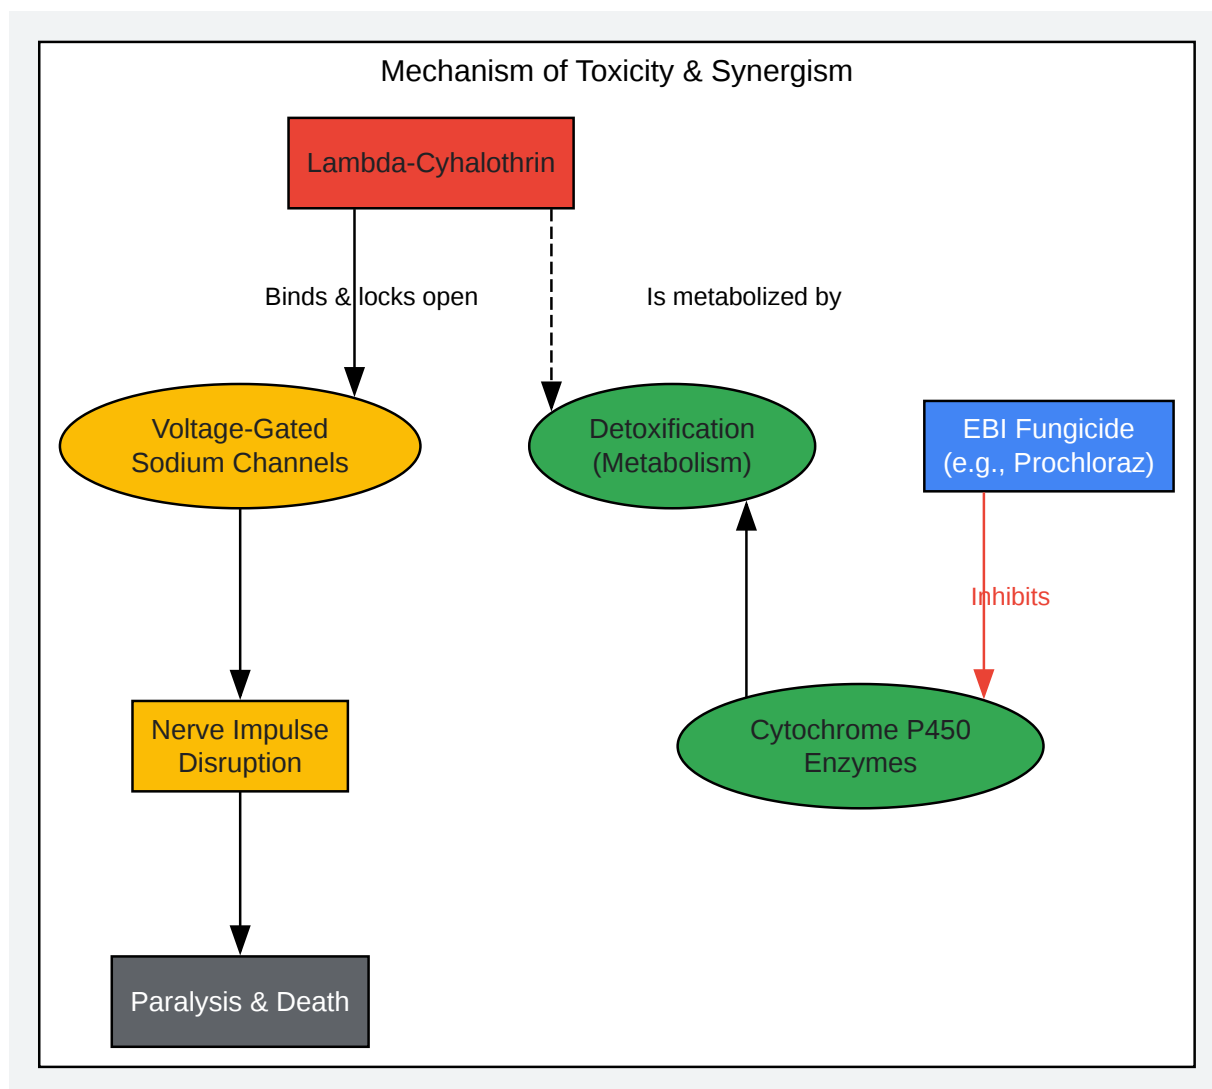 Mechanism of Toxicity & Synergism
Lambda-Cyhalothrin
Binds & locks open
Is metabolized by
Voltage-Gated
Sodium Channels
Detoxification
(Metabolism)
EBI Fungicide
(e.g., Prochloraz)
Inhibits
Nerve Impulse
Disruption
Cytochrome P450
Enzymes
Paralysis & Death